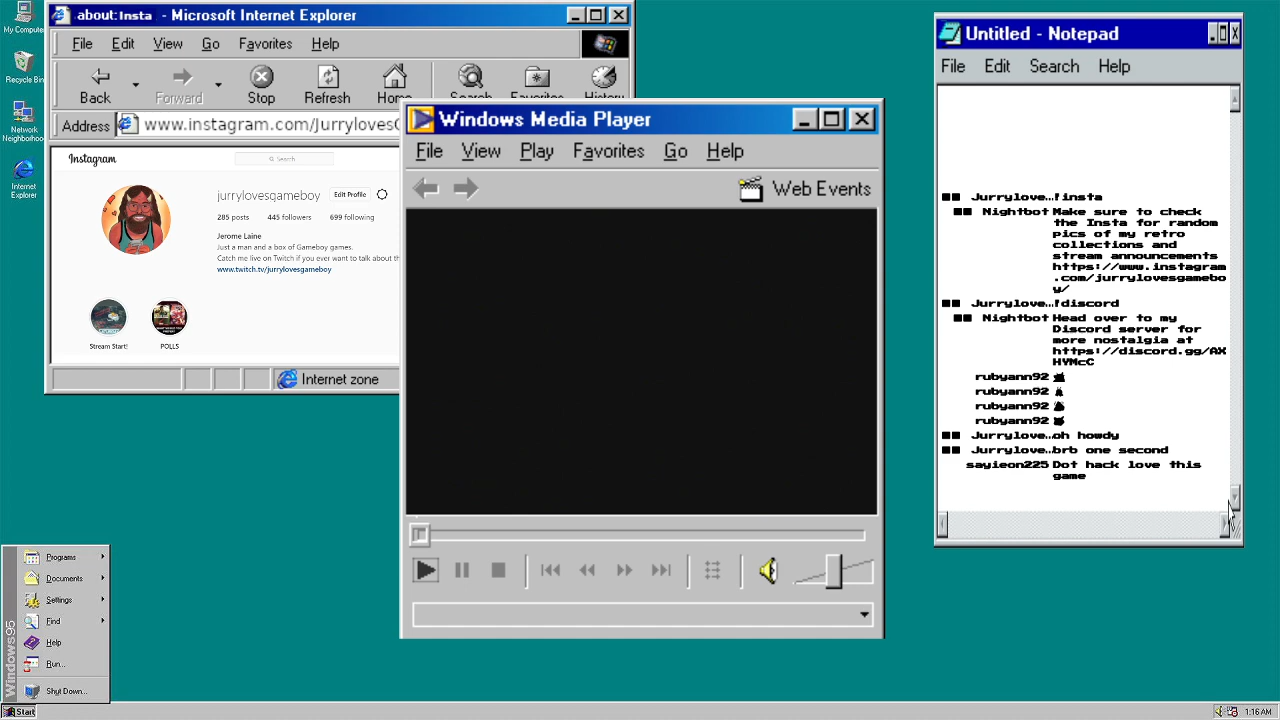 My Compute
Recycle Bin
Network
Neighborhoo
Internet
Explorer
about:Insta - Microsoft Internet Explorer
File Edit View Go Favorites Help
Back Forward Stop Refresh Home Search Favorites History
Address www.instagram.com/JurrylovesG
Instagram
Search
jurrylovesgameboy Edit Profile
285 posts 445 followers 699 following
Jerome Laine
Just a man and a box of Gameboy games.
Catch me live on Twitch if you ever want to talk about th
www.twitch.tv/jurrylovesgameboy
Stream Start! POLLS
Internet zone
Windows Media Player
File View Play Favorites Go Help
Web Events
Untitled - Notepad
File Edit Search Help
Jurrylove... !insta
Nightbot Make sure to check
the Insta for random
pics of my retro
collections and
stream announcements
https://www.instagram
.com/jurrylovesgamebo
y/
Jurrylove... !discord
Nightbot Head over to my
Discord server for
more nostalgia at
https://discord.gg/AX
HYMcC
rubyann92
rubyann92
rubyann92
rubyann92
Jurrylove... oh howdy
Jurrylove... brb one second
sayieon225 Dot hack love this
game
Programs
Documents
Settings
Find
Help
Run...
Shut Down...
Windows95
Start
1:16 AM